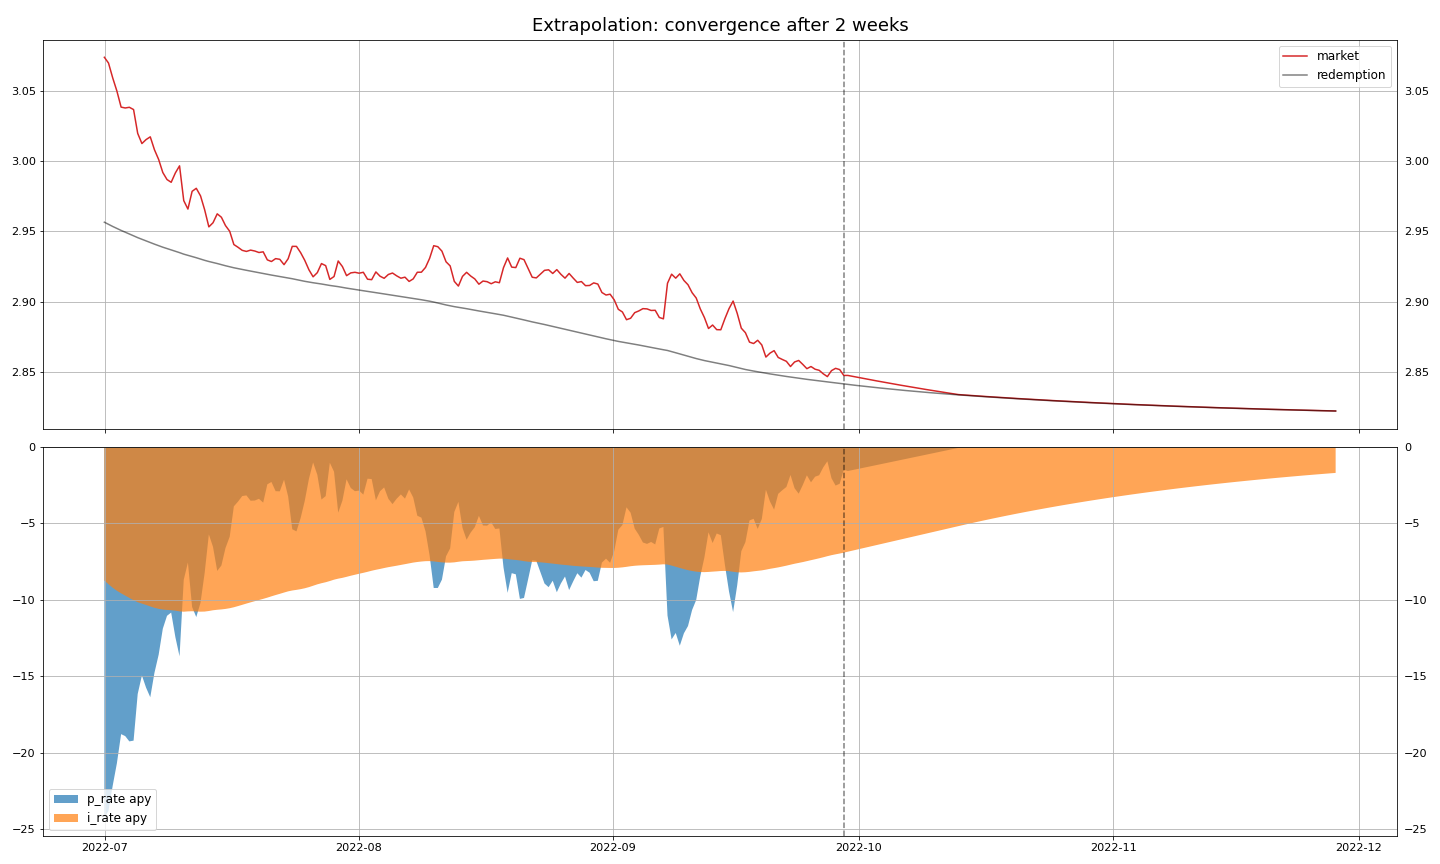 Extrapolation: convergence after 2 weeks
market
redemption
3.05 3.05
3.00 3.00
2.95 2.95
2.90 2.90
2.85 2.85
0 0
−5 −5
−10 −10
−15 −15
−20 −20
p_rate apy
i_rate apy
−25 −25
2022-07 2022-08 2022-09 2022-10 2022-11 2022-12